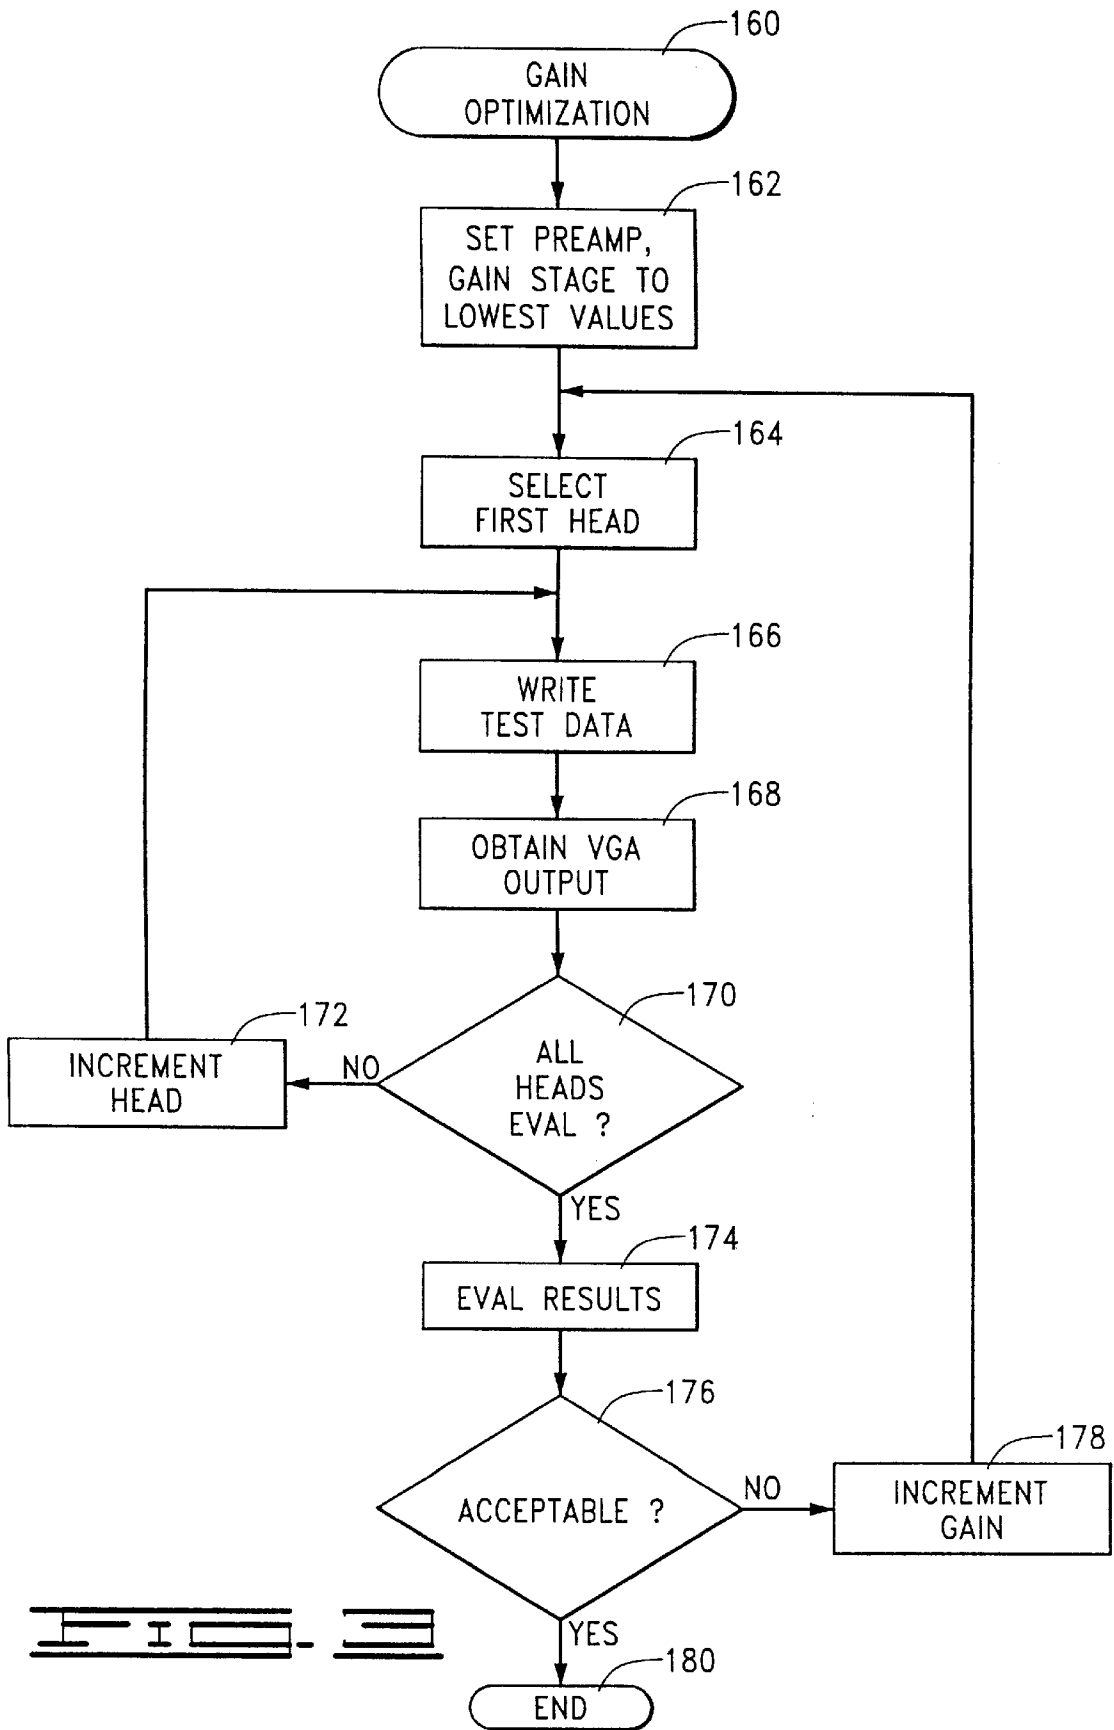 160
GAIN
OPTIMIZATION
162
SET PREAMP,
GAIN STAGE TO
LOWEST VALUES
164
SELECT
FIRST HEAD
166
WRITE
TEST DATA
168
OBTAIN VGA
OUTPUT
170
ALL
HEADS
EVAL ?
172
NO
INCREMENT
HEAD
YES
174
EVAL RESULTS
176
ACCEPTABLE ?
NO
178
INCREMENT
GAIN
YES
180
END